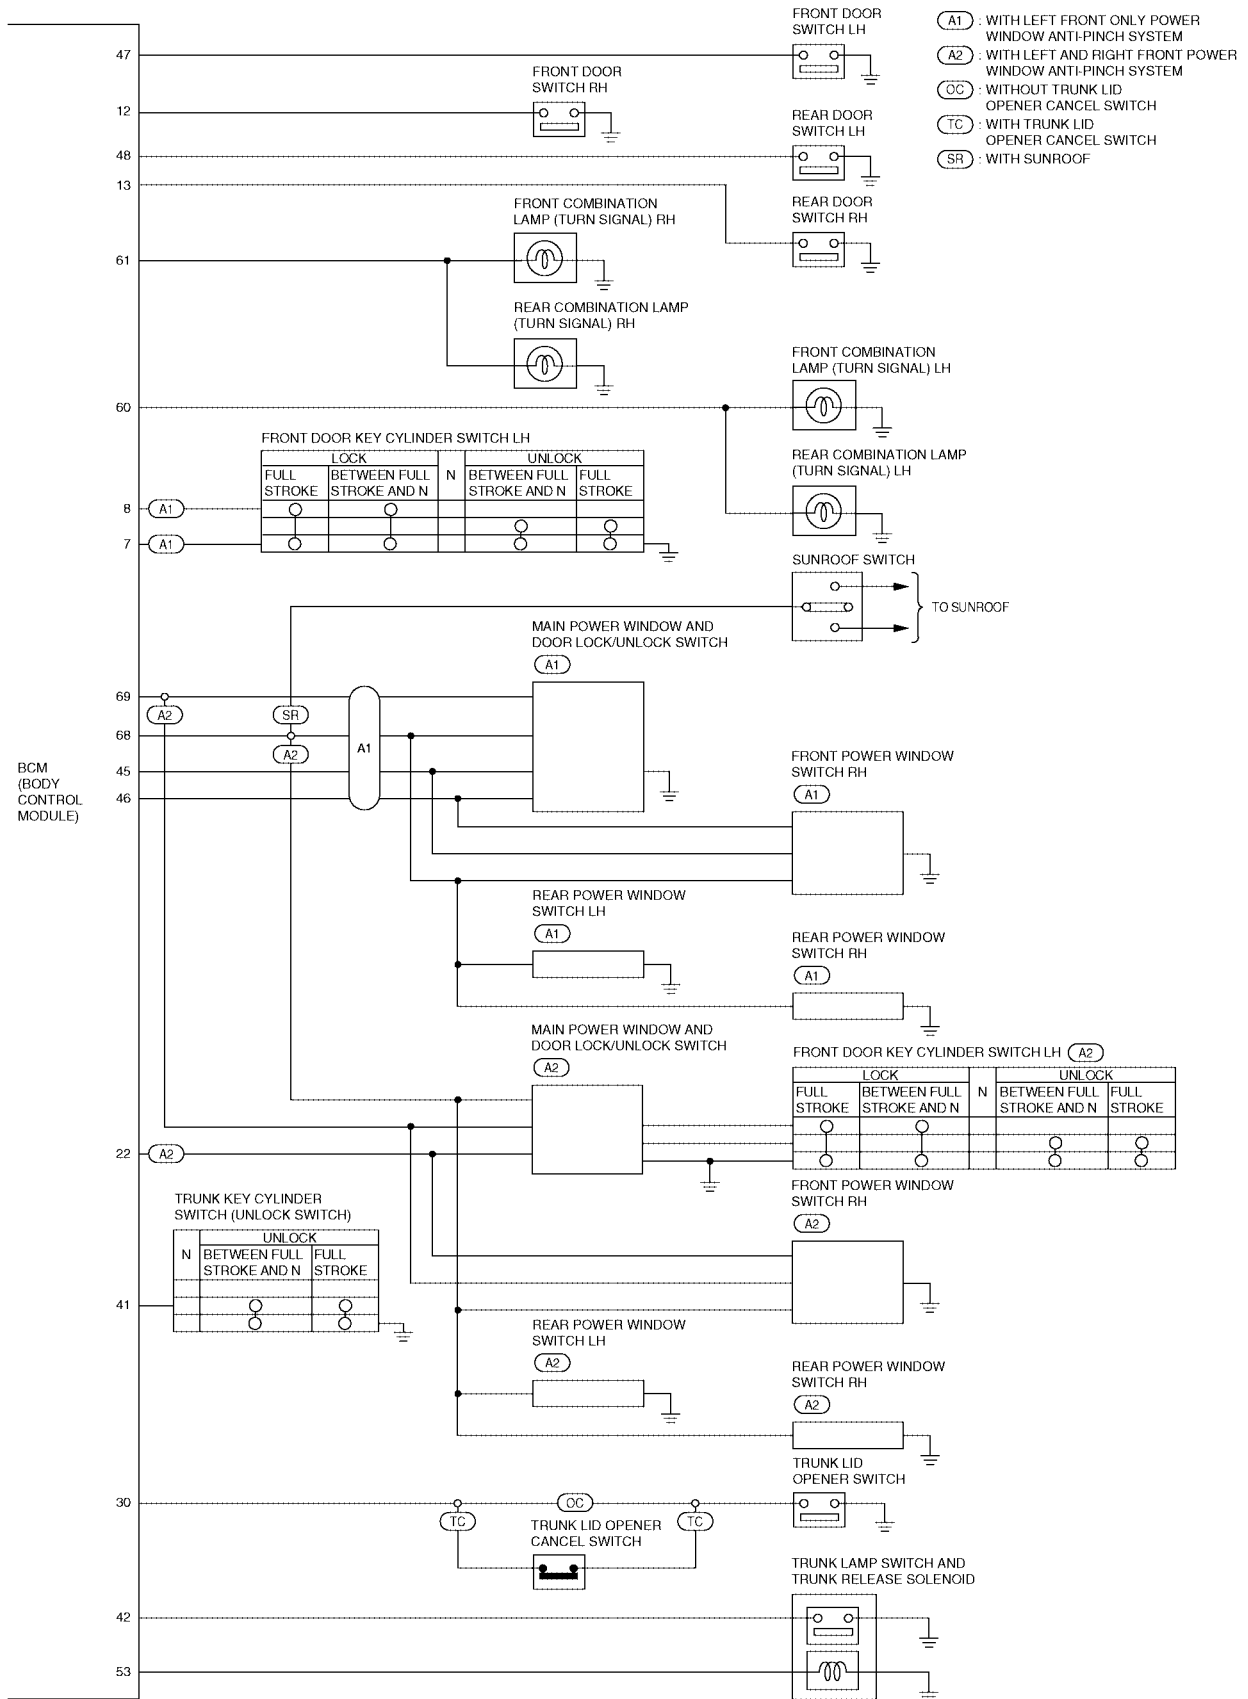 FRONT DOOR
SWITCH LH
A1 : WITH LEFT FRONT ONLY POWER
WINDOW ANTI-PINCH SYSTEM
A2 : WITH LEFT AND RIGHT FRONT POWER
WINDOW ANTI-PINCH SYSTEM
OC : WITHOUT TRUNK LID
OPENER CANCEL SWITCH
TC : WITH TRUNK LID
OPENER CANCEL SWITCH
SR : WITH SUNROOF
47
FRONT DOOR
SWITCH RH
12
REAR DOOR
SWITCH LH
48
13
REAR DOOR
SWITCH RH
FRONT COMBINATION
LAMP (TURN SIGNAL) RH
61
REAR COMBINATION LAMP
(TURN SIGNAL) RH
FRONT COMBINATION
LAMP (TURN SIGNAL) LH
60
FRONT DOOR KEY CYLINDER SWITCH LH
LOCK UNLOCK
FULL STROKE
BETWEEN FULL STROKE AND N
N
BETWEEN FULL STROKE AND N
FULL STROKE
REAR COMBINATION LAMP
(TURN SIGNAL) LH
8 A1
7 A1
SUNROOF SWITCH
TO SUNROOF
MAIN POWER WINDOW AND
DOOR LOCK/UNLOCK SWITCH
A1
69
A2 SR
68
A2 A1
45
46
BCM
(BODY
CONTROL
MODULE)
FRONT POWER WINDOW
SWITCH RH
A1
REAR POWER WINDOW
SWITCH LH
A1
REAR POWER WINDOW
SWITCH RH
A1
MAIN POWER WINDOW AND
DOOR LOCK/UNLOCK SWITCH
A2
FRONT DOOR KEY CYLINDER SWITCH LH A2
LOCK UNLOCK
FULL STROKE
BETWEEN FULL STROKE AND N
N
BETWEEN FULL STROKE AND N
FULL STROKE
22 A2
FRONT POWER WINDOW
SWITCH RH
A2
TRUNK KEY CYLINDER
SWITCH (UNLOCK SWITCH)
UNLOCK
N
BETWEEN FULL STROKE AND N
FULL STROKE
41
REAR POWER WINDOW
SWITCH LH
A2
REAR POWER WINDOW
SWITCH RH
A2
TRUNK LID
OPENER SWITCH
30 OC
TC TC
TRUNK LID OPENER
CANCEL SWITCH
TRUNK LAMP SWITCH AND
TRUNK RELEASE SOLENOID
42
53